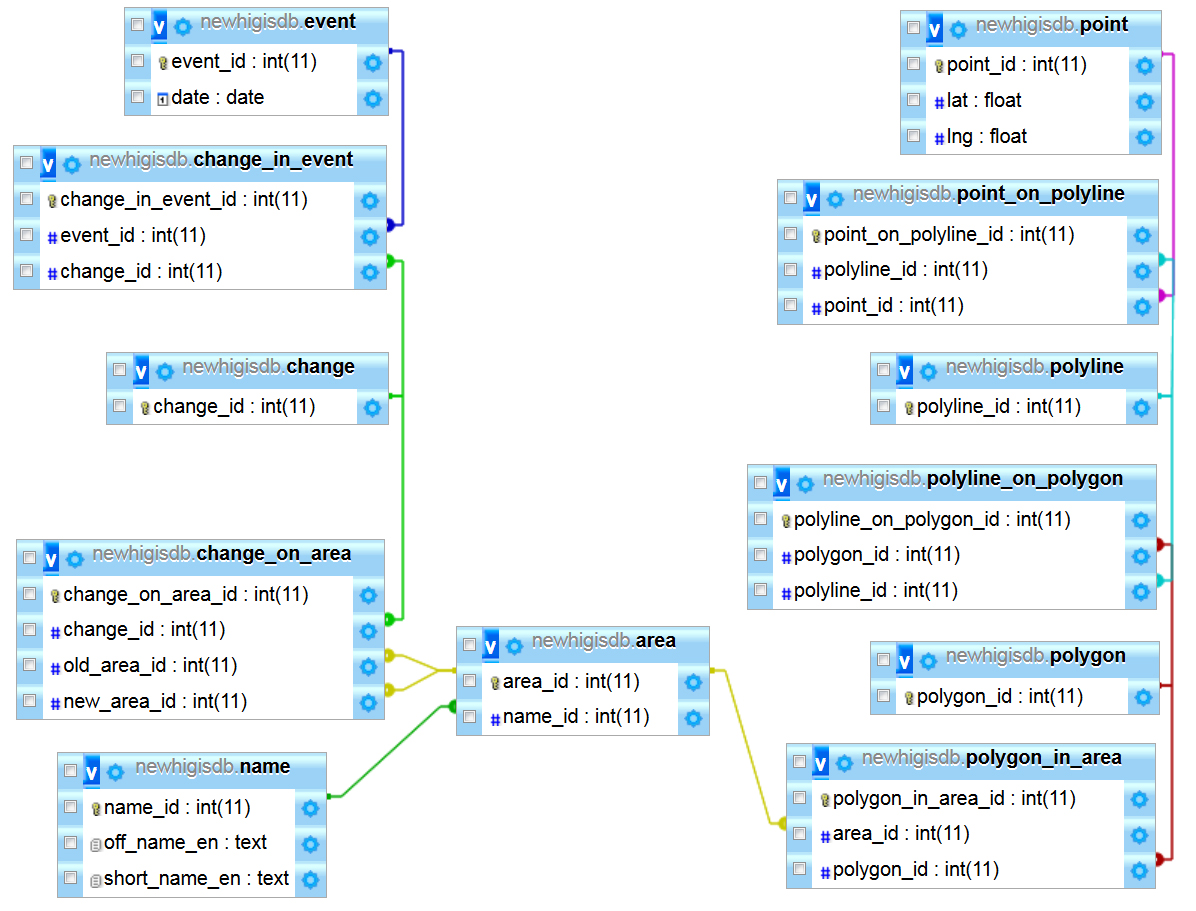 v newhigisdb.event
event_id : int(11)
date : date
v newhigisdb.change_in_event
change_in_event_id : int(11)
#event_id : int(11)
#change_id : int(11)
v newhigisdb.change
change_id : int(11)
v newhigisdb.change_on_area
change_on_area_id : int(11)
#change_id : int(11)
#old_area_id : int(11)
#new_area_id : int(11)
v newhigisdb.name
name_id : int(11)
off_name_en : text
short_name_en : text
v newhigisdb.area
area_id : int(11)
#name_id : int(11)
v newhigisdb.point
point_id : int(11)
#lat : float
#lng : float
v newhigisdb.point_on_polyline
point_on_polyline_id : int(11)
#polyline_id : int(11)
#point_id : int(11)
v newhigisdb.polyline
polyline_id : int(11)
v newhigisdb.polyline_on_polygon
polyline_on_polygon_id : int(11)
#polygon_id : int(11)
#polyline_id : int(11)
v newhigisdb.polygon
polygon_id : int(11)
v newhigisdb.polygon_in_area
polygon_in_area_id : int(11)
#area_id : int(11)
#polygon_id : int(11)